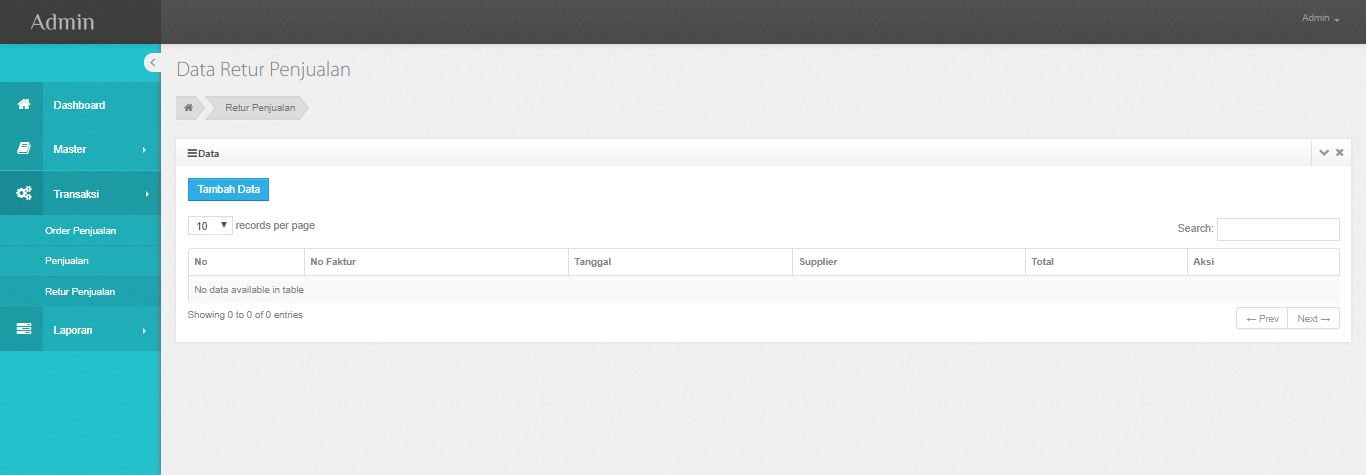 Admin
Admin
Dashboard
Master
Transaksi
Order Penjualan
Penjualan
Retur Penjualan
Laporan
Data Retur Penjualan
Retur Penjualan
Data
Tambah Data
10 records per page
Search:
No No Faktur Tanggal Supplier Total Aksi
No data available in table
Showing 0 to 0 of 0 entries
← Prev Next →